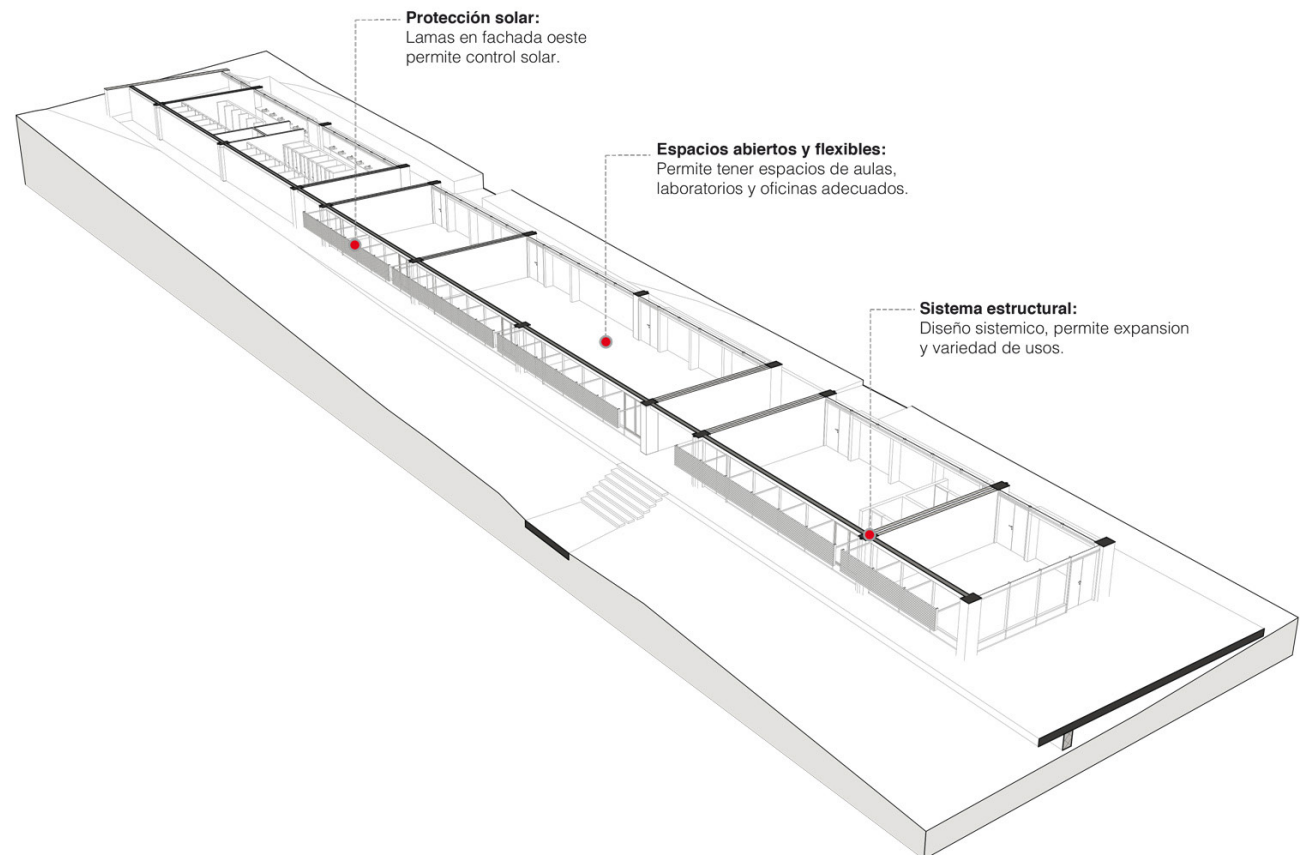 Protección solar:
Lamas en fachada oeste
permite control solar.
Espacios abiertos y flexibles:
Permite tener espacios de aulas,
laboratorios y oficinas adecuados.
Sistema estructural:
Diseño sistemico, permite expansion
y variedad de usos.